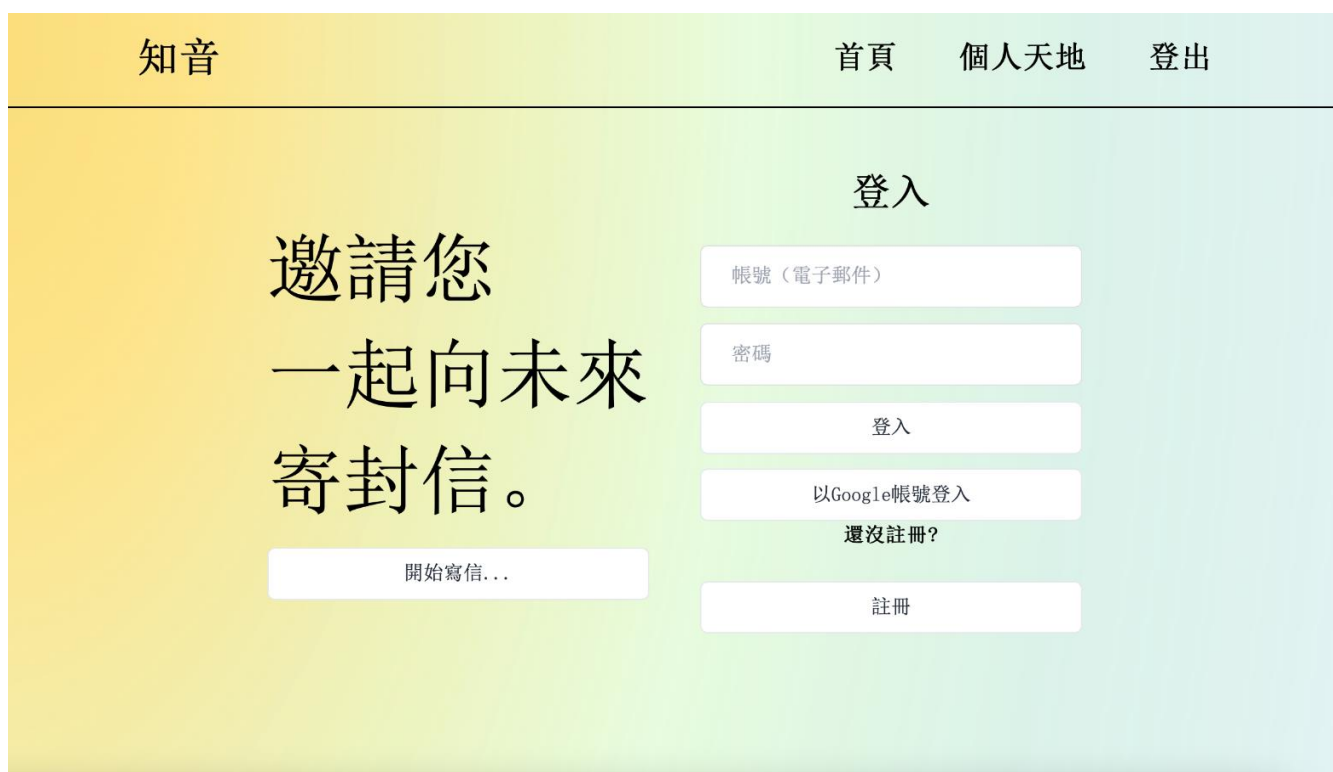 知音
首頁 個人天地 登出
邀請您
一起向未來
寄封信。
開始寫信...
登入
帳號（電子郵件）
密碼
登入
以Google帳號登入
還沒註冊?
註冊